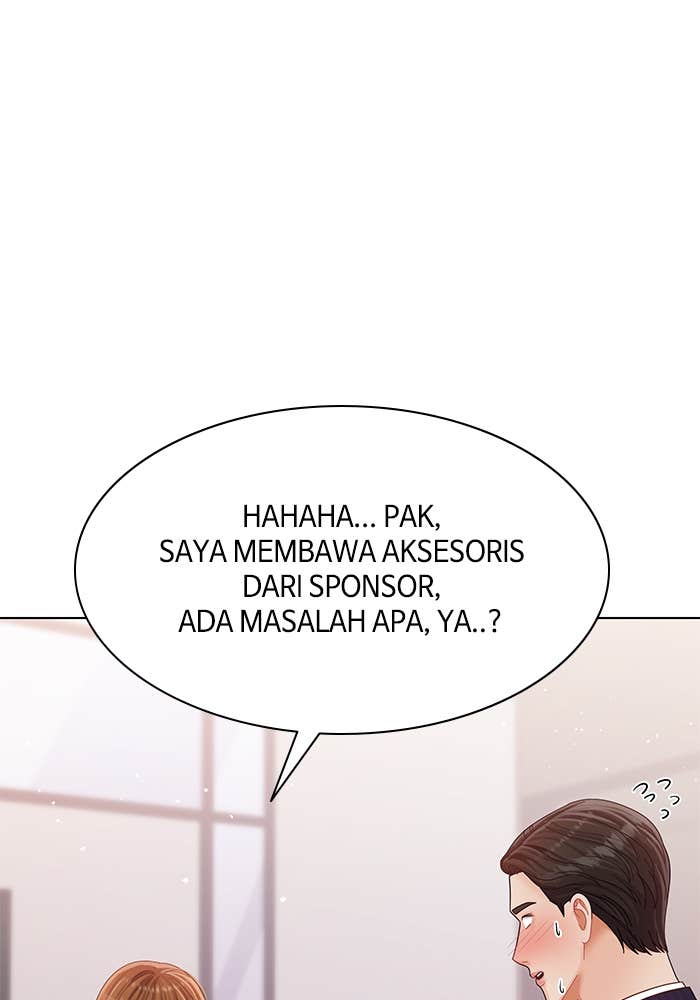 HAHAHA... PAK,
SAYA MEMBAWA AKSESORIS
DARI SPONSOR,
ADA MASALAH APA, YA..?